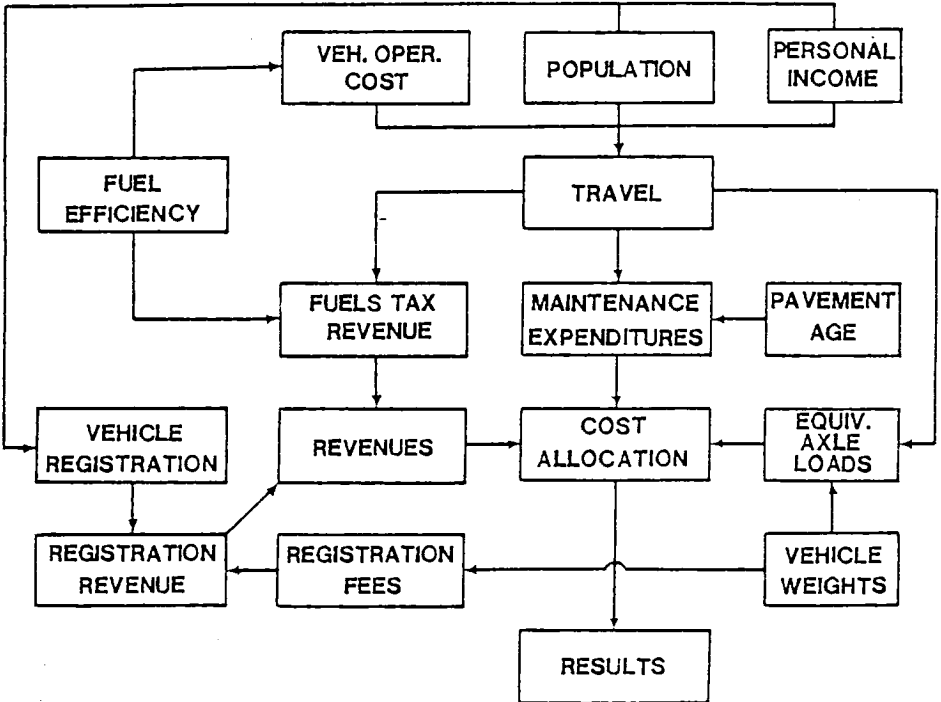 VEH. OPER.
COST
POPULATION
PERSONAL
INCOME
FUEL
EFFICIENCY
TRAVEL
FUELS TAX
REVENUE
MAINTENANCE
EXPENDITURES
PAVEMENT
AGE
VEHICLE
REGISTRATION
REVENUES
COST
ALLOCATION
EQUIV.
AXLE
LOADS
REGISTRATION
REVENUE
REGISTRATION
FEES
VEHICLE
WEIGHTS
RESULTS